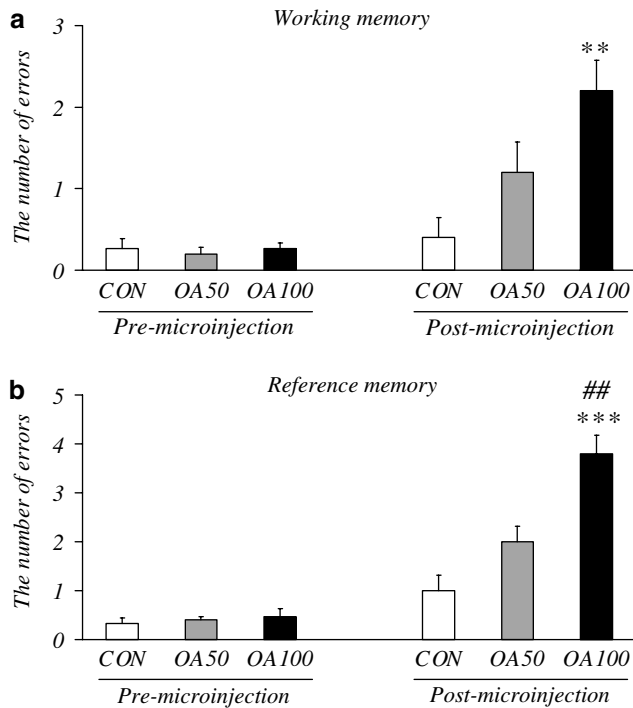 a
Working memory
The number of errors
3
2
1
0
**
CON OA50 OA100 CON OA50 OA100
Pre-microinjection Post-microinjection
b
Reference memory
The number of errors
5
4
3
2
1
0
##
***
CON OA50 OA100 CON OA50 OA100
Pre-microinjection Post-microinjection